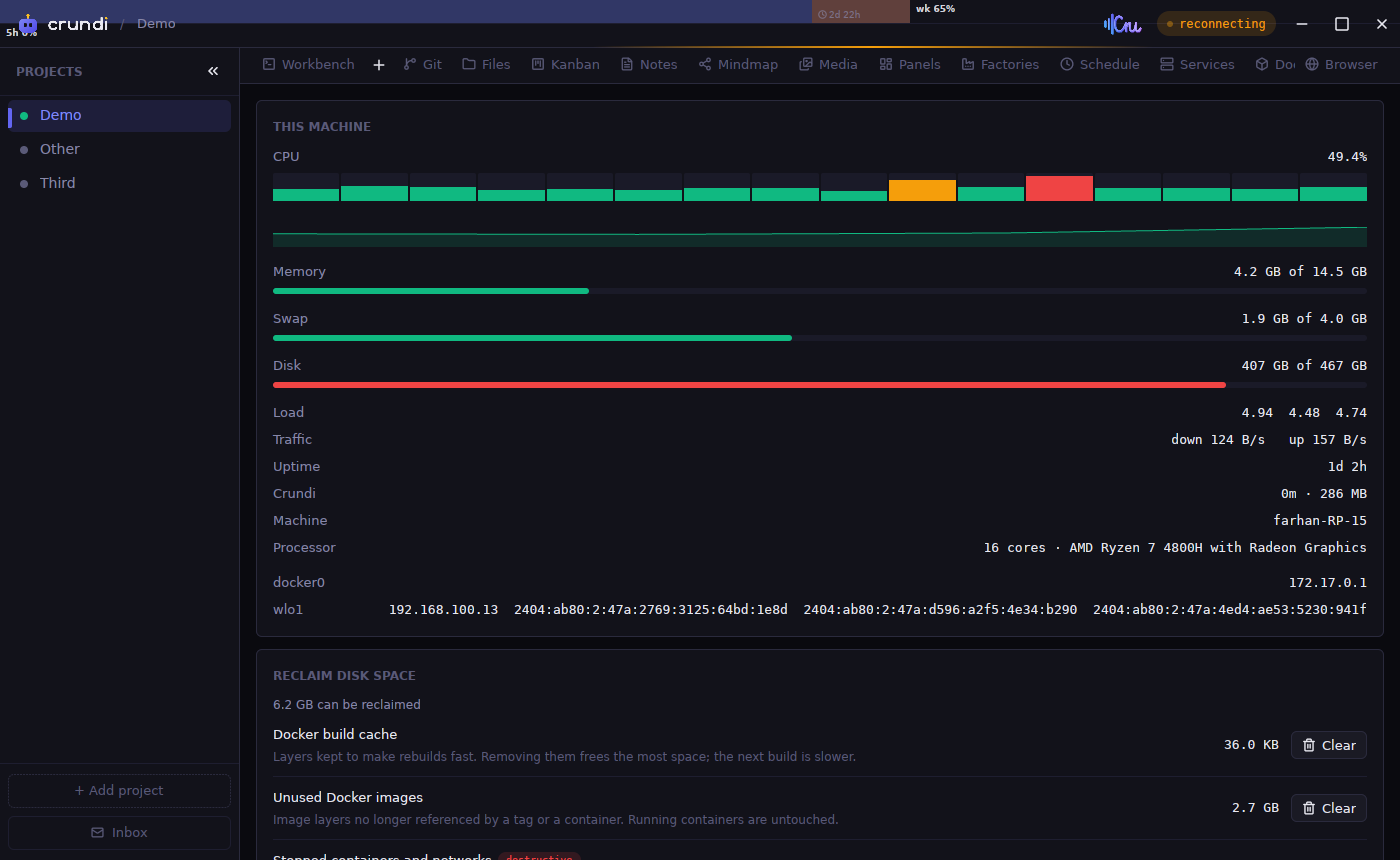 2d 22h
wk 65%
5h 6%
crundi / Demo
Cru
reconnecting
PROJECTS
Workbench
Git
Files
Kanban
Notes
Mindmap
Media
Panels
Factories
Schedule
Services
Browser
Demo
Other
Third
+ Add project
Inbox
THIS MACHINE
CPU 49.4%
Memory 4.2 GB of 14.5 GB
Swap 1.9 GB of 4.0 GB
Disk 407 GB of 467 GB
Load 4.94 4.48 4.74
Traffic down 124 B/s up 157 B/s
Uptime 1d 2h
Crundi 0m · 286 MB
Machine farhan-RP-15
Processor 16 cores · AMD Ryzen 7 4800H with Radeon Graphics
docker0 172.17.0.1
wlo1 192.168.100.13 2404:ab80:2:47a:2769:3125:64bd:1e8d 2404:ab80:2:47a:d596:a2f5:4e34:b290 2404:ab80:2:47a:4ed4:ae53:5230:941f
RECLAIM DISK SPACE
6.2 GB can be reclaimed
Docker build cache
Layers kept to make rebuilds fast. Removing them frees the most space; the next build is slower.
36.0 KB Clear
Unused Docker images
Image layers no longer referenced by a tag or a container. Running containers are untouched.
2.7 GB Clear
Stopped containers and networks destructive